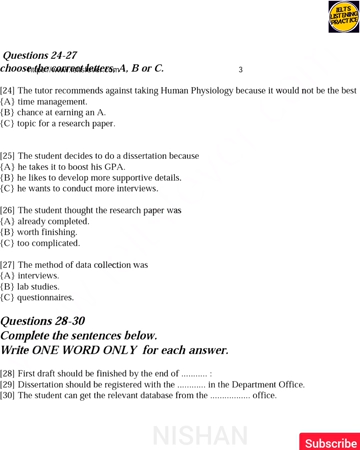 IELTS
LISTENING
PRACTICE
Questions 24-27
choose the correct letters, A, B or C.
3
[24] The tutor recommends against taking Human Physiology because it would not be the best
{A} time management.
{B} chance at earning an A.
{C} topic for a research paper.
[25] The student decides to do a dissertation because
{A} he takes it to boost his GPA.
{B} he likes to develop more supportive details.
{C} he wants to conduct more interviews.
[26] The student thought the research paper was
{A} already completed.
{B} worth finishing.
{C} too complicated.
[27] The method of data collection was
{A} interviews.
{B} lab studies.
{C} questionnaires.
Questions 28-30
Complete the sentences below.
Write ONE WORD ONLY for each answer.
[28] First draft should be finished by the end of ........... :
[29] Dissertation should be registered with the ............ in the Department Office.
[30] The student can get the relevant database from the ................. office.
NISHAN
Subscribe